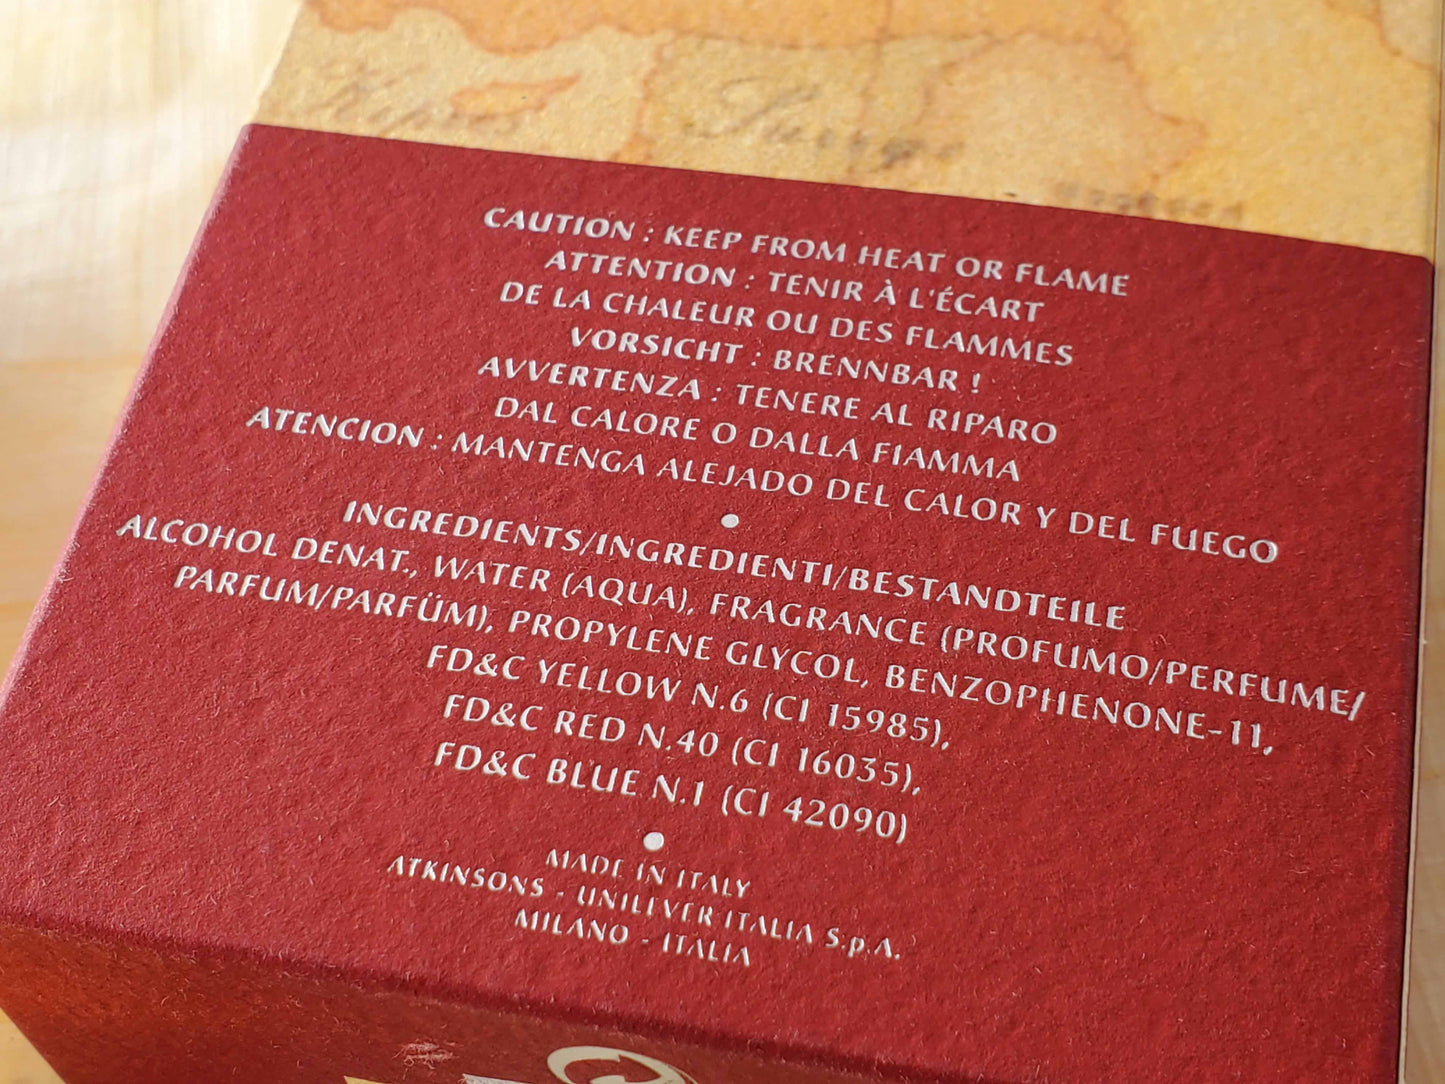 CAUTION : KEEP FROM HEAT OR FLAME
ATTENTION : TENIR À L'ÉCART
DE LA CHALEUR OU DES FLAMMES
VORSICHT : BRENNBAR !
AVVERTENZA : TENERE AL RIPARO
DAL CALORE O DALLA FIAMMA
ATENCION : MANTENGA ALEJADO DEL CALOR Y DEL FUEGO
INGREDIENTS/INGREDIENTI/BESTANDTEILE
ALCOHOL DENAT., WATER (AQUA), FRAGRANCE (PROFUMO/PERFUME/
PARFUM/PARFÜM), PROPYLENE GLYCOL, BENZOPHENONE-11,
FD&C YELLOW N.6 (CI 15985),
FD&C RED N.40 (CI 16035),
FD&C BLUE N.1 (CI 42090)
MADE IN ITALY
ATKINSONS - UNILEVER ITALIA S.p.A.
MILANO - ITALIA